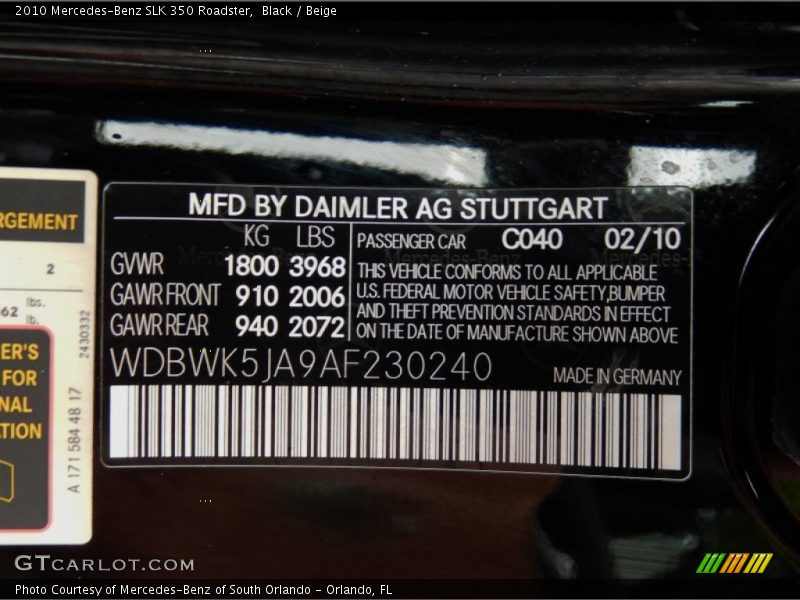 2010 Mercedes-Benz SLK 350 Roadster,  Black / Beige
RGEMENT
2
lbs.
62 lb.
ER'S
FOR
NAL
TION
2430332
A 171 584 48 17
MFD BY DAIMLER AG STUTTGART
KG LBS
GVWR 1800 3968
GAWR FRONT 910 2006
GAWR REAR 940 2072
PASSENGER CAR C040 02/10
THIS VEHICLE CONFORMS TO ALL APPLICABLE
U.S. FEDERAL MOTOR VEHICLE SAFETY,BUMPER
AND THEFT PREVENTION STANDARDS IN EFFECT
ON THE DATE OF MANUFACTURE SHOWN ABOVE
WDBWK5JA9AF230240
MADE IN GERMANY
GTCARLOT.COM
Photo Courtesy of Mercedes-Benz of South Orlando - Orlando, FL